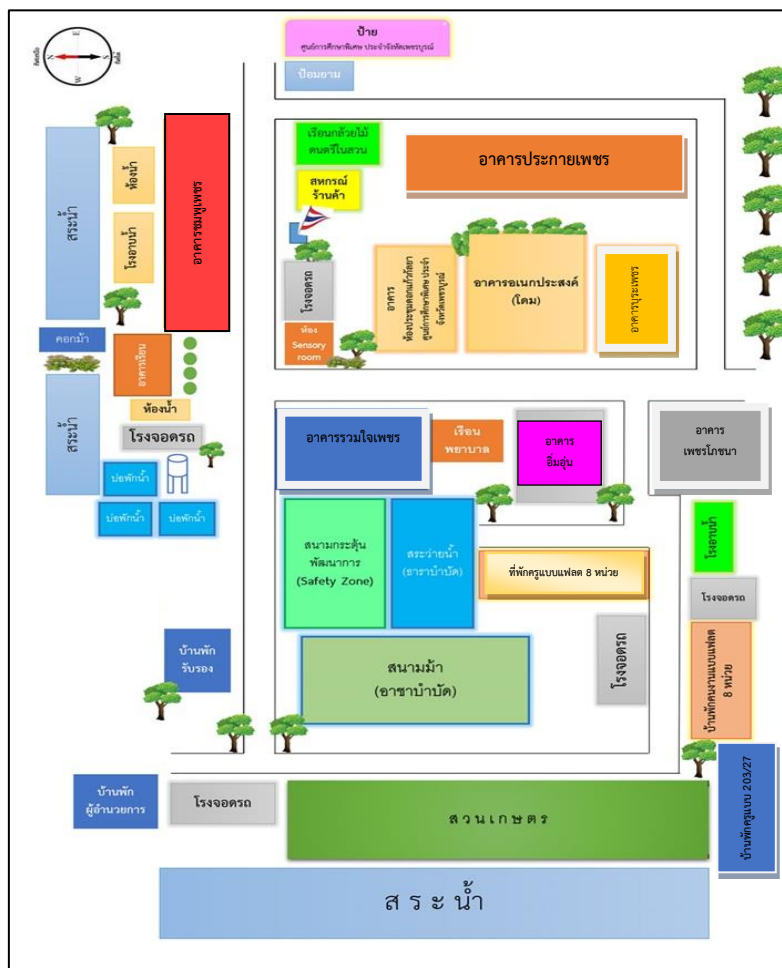 ป้าย
ศูนย์การศึกษาพิเศษ ประจำจังหวัดเพชรบูรณ์
ป้อมยาม
E
N
S
W
ทิศเหนือ
ทิศใต้
สระน้ำ
ห้องน้ำ
โรงอาบน้ำ
อาคารชมพูเพชร
เรือนกล้วยไม้
ดนตรีในสวน
สหกรณ์
ร้านค้า
อาคารประกายเพชร
โรงจอดรถ
ห้อง
Sensory
room
อาคาร
ห้องประชุมดอกแก้วกัลยา
ศูนย์การศึกษาพิเศษ ประจำ
จังหวัดเพชรบูรณ์
อาคารอเนกประสงค์
(โดม)
อาคารบุระเพชร
คอกม้า
อาคารเรียน
สระน้ำ
ห้องน้ำ
โรงจอดรถ
บ่อพักน้ำ
บ่อพักน้ำ
บ่อพักน้ำ
อาคารรวมใจเพชร
เรือน
พยาบาล
อาคาร
อิ่มอุ่น
อาคาร
เพชรโภชนา
สนามกระตุ้น
พัฒนาการ
(Safety Zone)
สระว่ายน้ำ
(ธาราบำบัด)
ที่พักครูแบบแฟลต 8 หน่วย
โรงอาบน้ำ
โรงจอดรถ
บ้านพัก
รับรอง
สนามม้า
(อาชาบำบัด)
โรงจอดรถ
บ้านพักคนงานแบบแฟลต
8 หน่วย
บ้านพัก
ผู้อำนวยการ
โรงจอดรถ
สวนเกษตร
บ้านพักครูแบบ 203/27
สระน้ำ